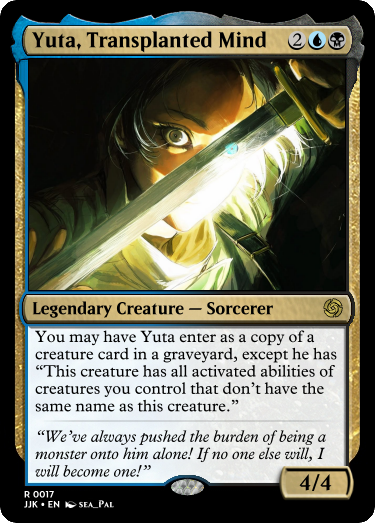 Yuta, Transplanted Mind 2
Legendary Creature — Sorcerer
You may have Yuta enter as a copy of a
creature card in a graveyard, except he has
“This creature has all activated abilities of
creatures you control that don’t have the
same name as this creature.”
“We’ve always pushed the burden of being a
monster onto him alone! If no one else will, I
will become one!”
4/4
R 0017
JJK • EN SEA_PAL